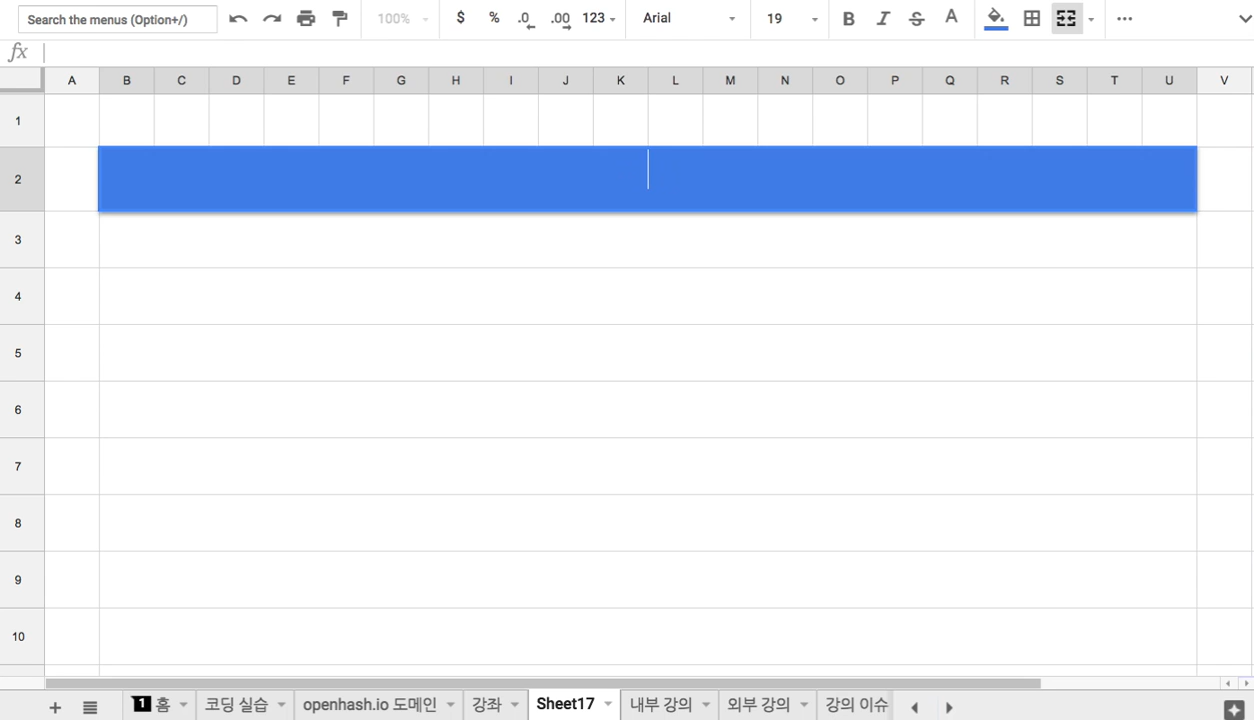 Search the menus (Option+/) 100% $ % .0 .00 123 Arial 19 B I S A
fx
A B C D E F G H I J K L M N O P Q R S T U V
1
2
3
4
5
6
7
8
9
10
1 홈 코딩 실습 openhash.io 도메인 강좌 Sheet17 내부 강의 외부 강의 강의 이슈